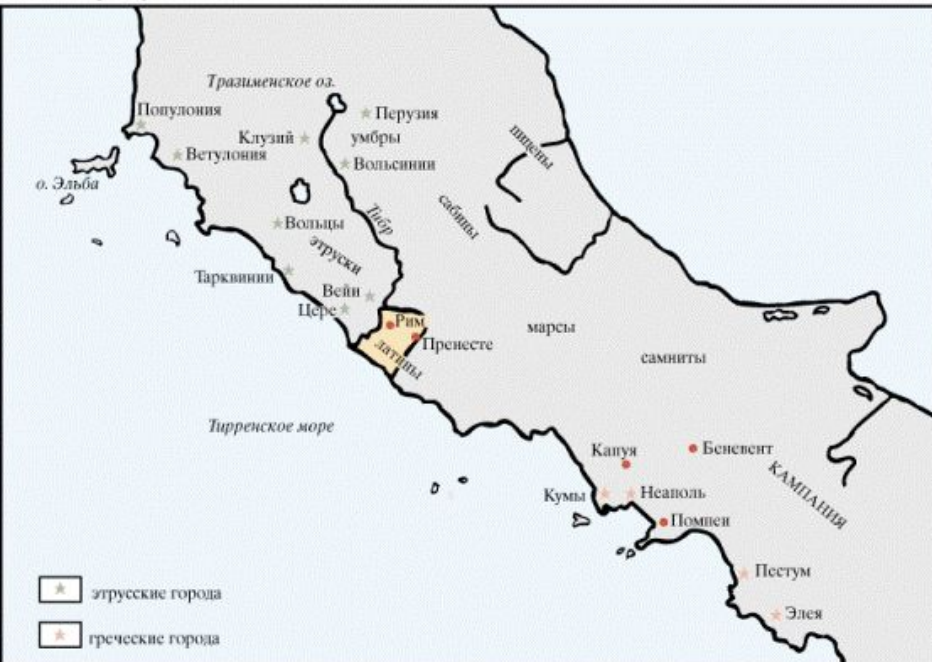 Тразименское оз.
Популония
Перузия
Клузий
умбры
Ветулония
Вольсинии
о. Эльба
пицены
сабины
Тибр
Вольцы
этруски
Тарквинии
Вейи
Цере
Рим
Пренесте
латины
марсы
самниты
Тирренское море
Капуя
Беневент
КАМПАНИЯ
Кумы
Неаполь
Помпеи
Пестум
Элея
этрусские города
греческие города